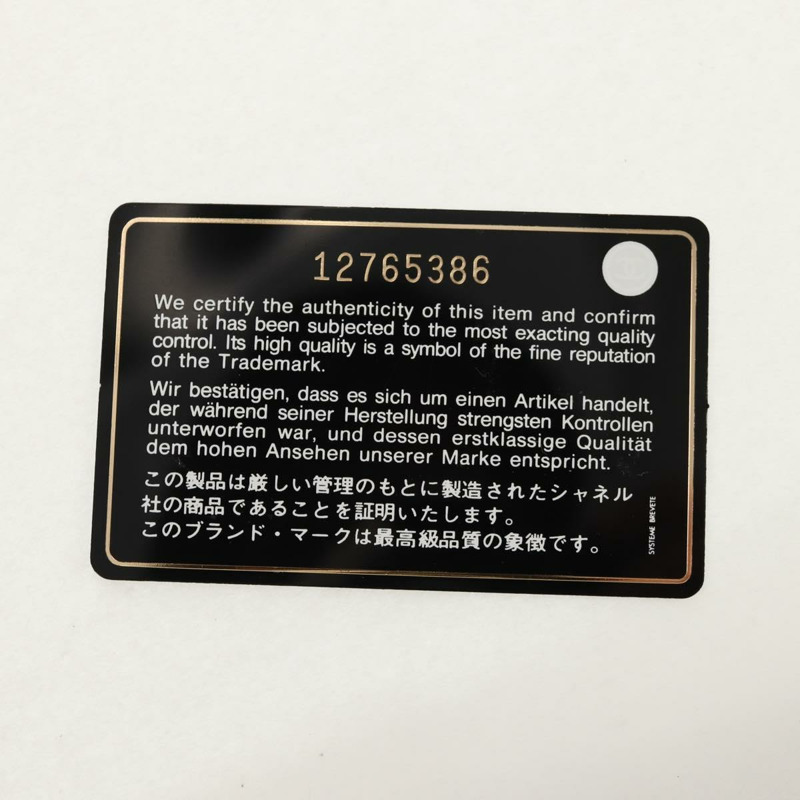 12765386
We certify the authenticity of this item and confirm
that it has been subjected to the most exacting quality
control. Its high quality is a symbol of the fine reputation
of the Trademark.
Wir bestätigen, dass es sich um einen Artikel handelt,
der während seiner Herstellung strengsten Kontrollen
unterworfen war, und dessen erstklassige Qualität
dem hohen Ansehen unserer Marke entspricht.
この製品は厳しい管理のもとに製造されたシャネル
社の商品であることを証明いたします。
このブランド・マークは最高級品質の象徴です。
SYSTEME BREVETE